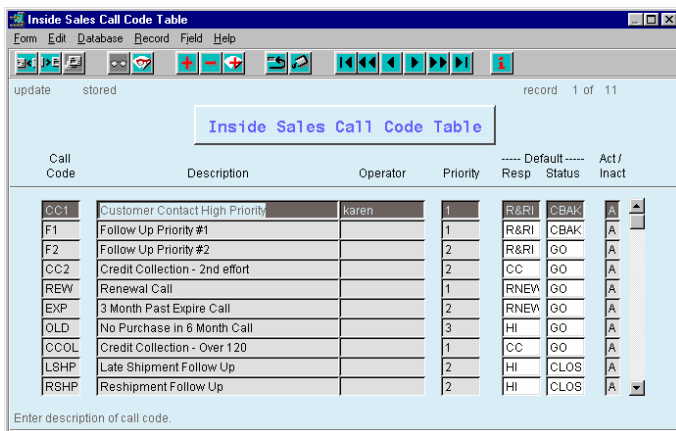 Inside Sales Call Code Table
Form Edit Database Record Field Help
update stored record 1 of 11
Inside Sales Call Code Table
Call ----- Default ----- Act /
Code Description Operator Priority Resp Status Inact
CC1 Customer Contact High Priority karen 1 R&RI CBAK A
F1 Follow Up Priority #1 1 R&RI CBAK A
F2 Follow Up Priority #2 2 R&RI GO A
CC2 Credit Collection - 2nd effort 2 CC GO A
REW Renewal Call 1 RNEW GO A
EXP 3 Month Past Expire Call 2 RNEW GO A
OLD No Purchase in 6 Month Call 3 HI GO A
CCOL Credit Collection - Over 120 1 CC GO A
LSHP Late Shipment Follow Up 2 HI CLOS A
RSHP Reshipment Follow Up 2 HI CLOS A
Enter description of call code.